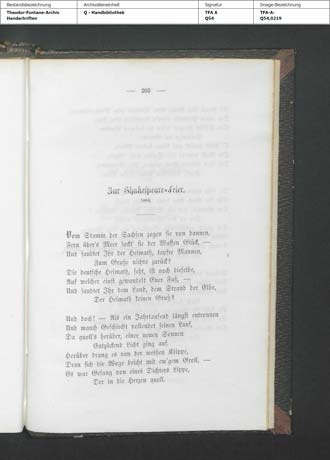 Bestandsbezeichnung
Archivalieneinheit
Signatur
Image-Bezeichnung
Theodor-Fontane-Archiv
Handschriften
Q - Handbibliothek
TFA A
Q54
TFA-A-
Q54,0219
— 205 —
Zur Shakespeare-Feier.
1864.
Vom Stamm der Sachsen zogen sie von dannen,
Fern über's Meer lockt' sie der Waffen Glück, —
Und sandtet Ihr der Heimath, tapfre Mannen,
Zum Gruße nichts zurück?
Die deutsche Heimath, seht, ist noch dieselbe,
Auf welcher einst gewandelt Euer Fuß, —
Und sandtet Ihr dem Land, dem Strand der Elbe,
Der Heimath keinen Gruß?
Und doch! — Als ein Jahrtausend längst entronnen
Und manch Geschlecht vollendet seinen Lauf,
Da quoll's herüber, einer neuen Sonnen
Entzückend Licht ging auf.
Herüber drang es von der weißen Klippe,
Dran sich die Woge bricht mit ew'gem Groll, —
Es war Gesang von eines Dichters Lippe,
Der in die Herzen quoll.